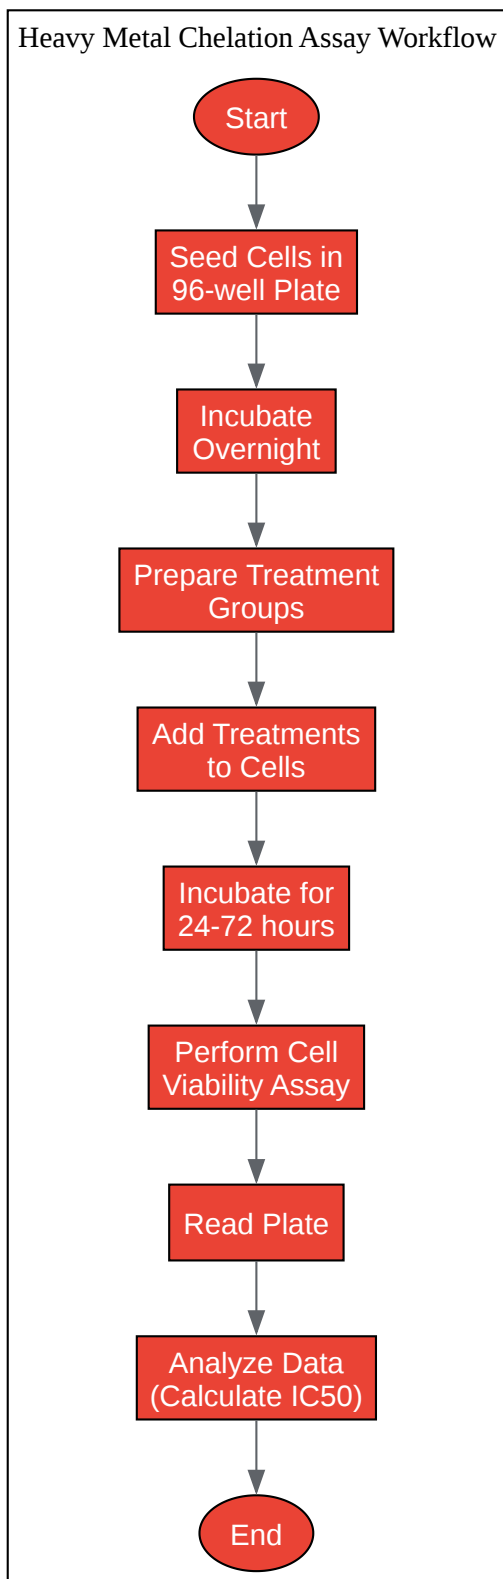 Heavy Metal Chelation Assay Workflow
Start
Seed Cells in
96-well Plate
Incubate
Overnight
Prepare Treatment
Groups
Add Treatments
to Cells
Incubate for
24-72 hours
Perform Cell
Viability Assay
Read Plate
Analyze Data
(Calculate IC50)
End